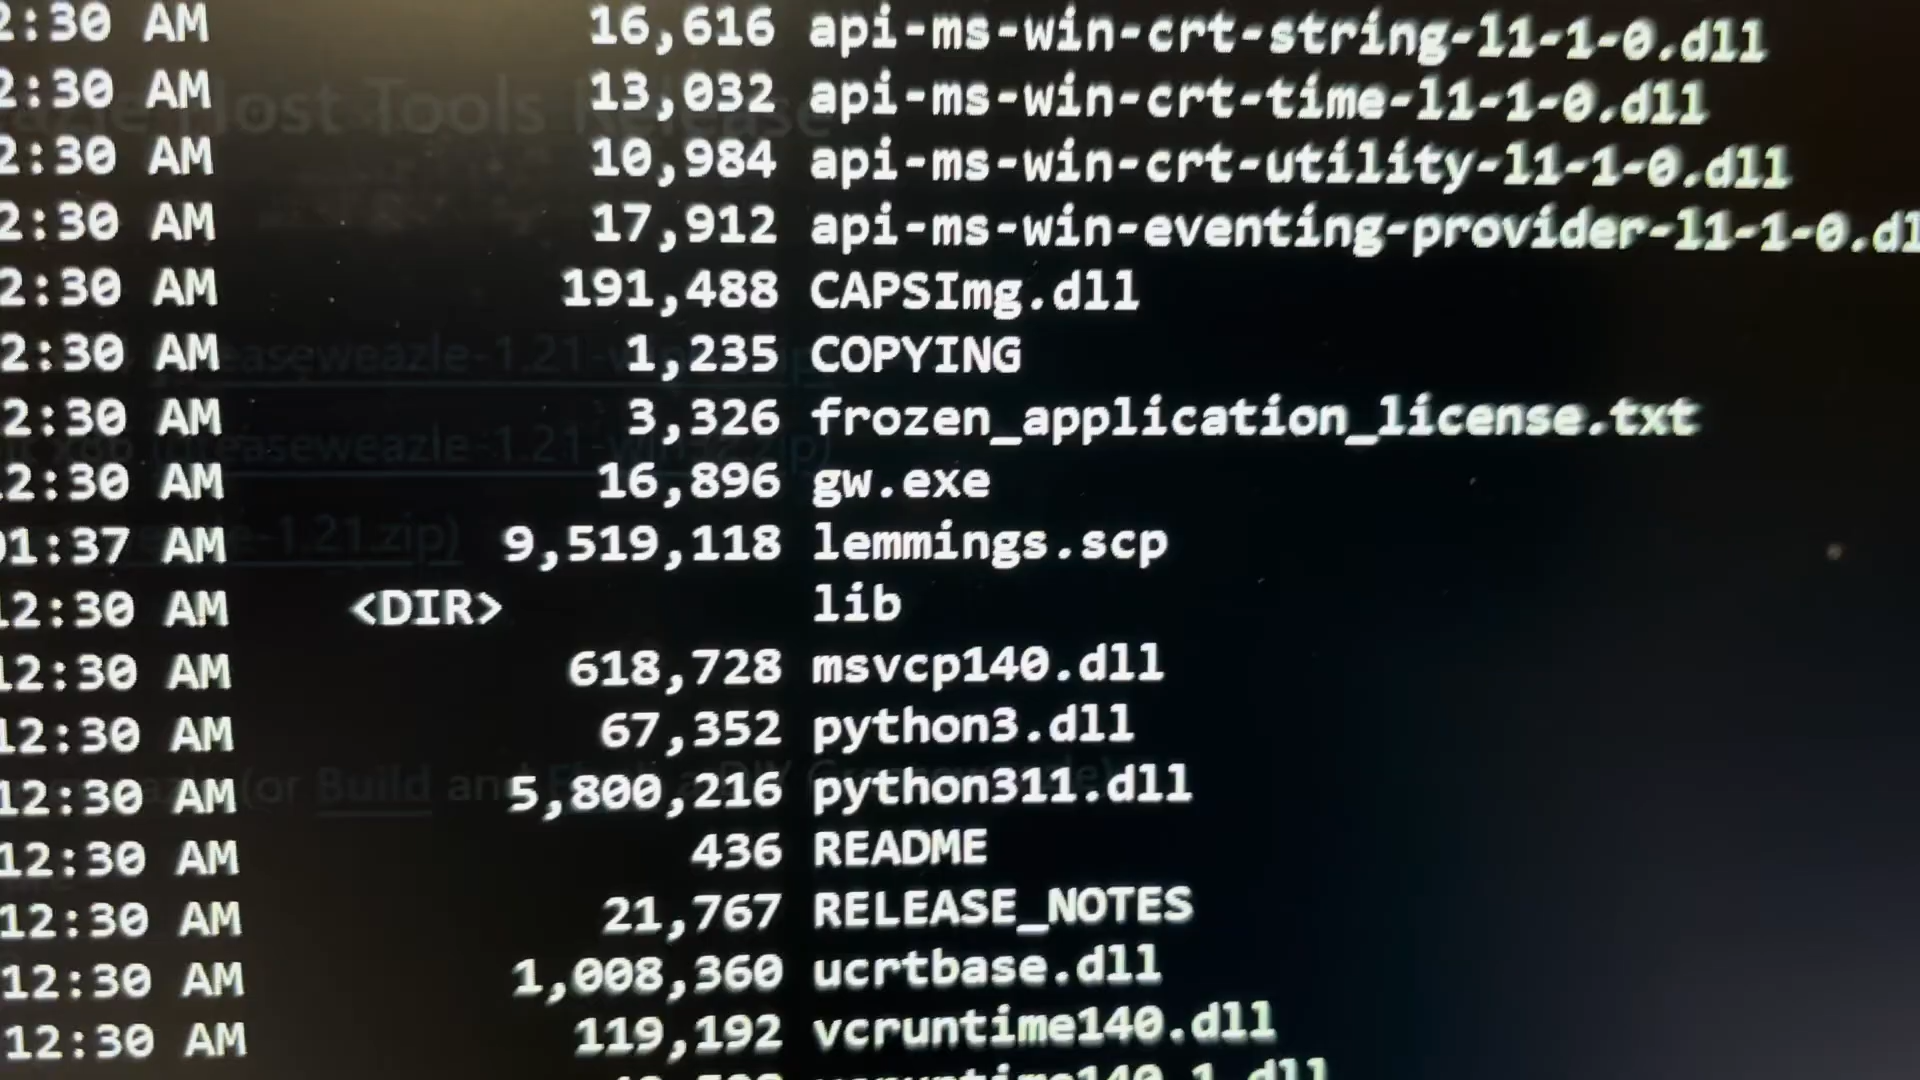 2:30 AM 16,616 api-ms-win-crt-string-l1-1-0.dll
2:30 AM 13,032 api-ms-win-crt-time-l1-1-0.dll
2:30 AM 10,984 api-ms-win-crt-utility-l1-1-0.dll
2:30 AM 17,912 api-ms-win-eventing-provider-l1-1-0.dl
2:30 AM 191,488 CAPSImg.dll
2:30 AM 1,235 COPYING
2:30 AM 3,326 frozen_application_license.txt
2:30 AM 16,896 gw.exe
01:37 AM 9,519,118 lemmings.scp
12:30 AM <DIR> lib
12:30 AM 618,728 msvcp140.dll
12:30 AM 67,352 python3.dll
12:30 AM 5,800,216 python311.dll
12:30 AM 436 README
12:30 AM 21,767 RELEASE_NOTES
12:30 AM 1,008,360 ucrtbase.dll
12:30 AM 119,192 vcruntime140.dll
Host Tools Release
(or Build and